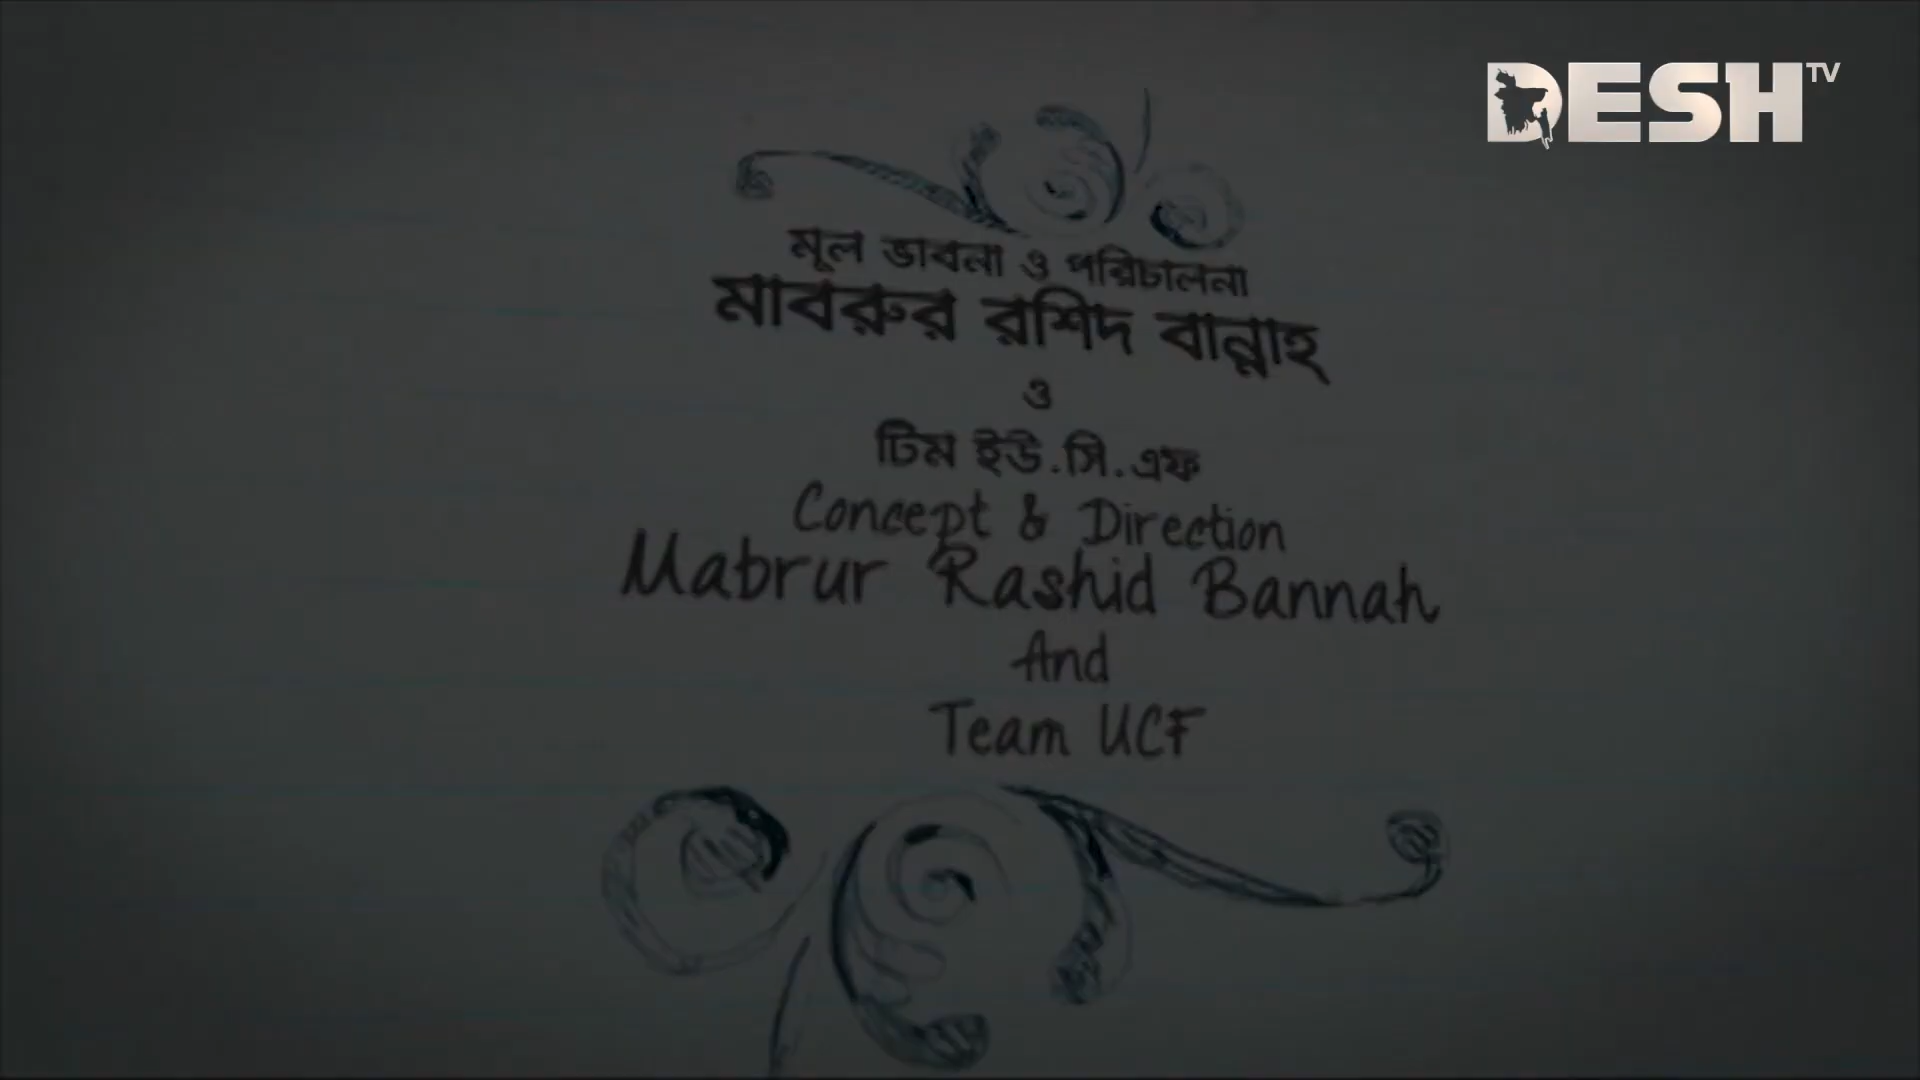 DESH TV
মূল ভাবনা ও পরিচালনা
মাবরুর রশিদ বান্নাহ্
ও
টিম ইউ.সি.এফ
Concept & Direction
Mabrur Rashid Bannah
And
Team UCF